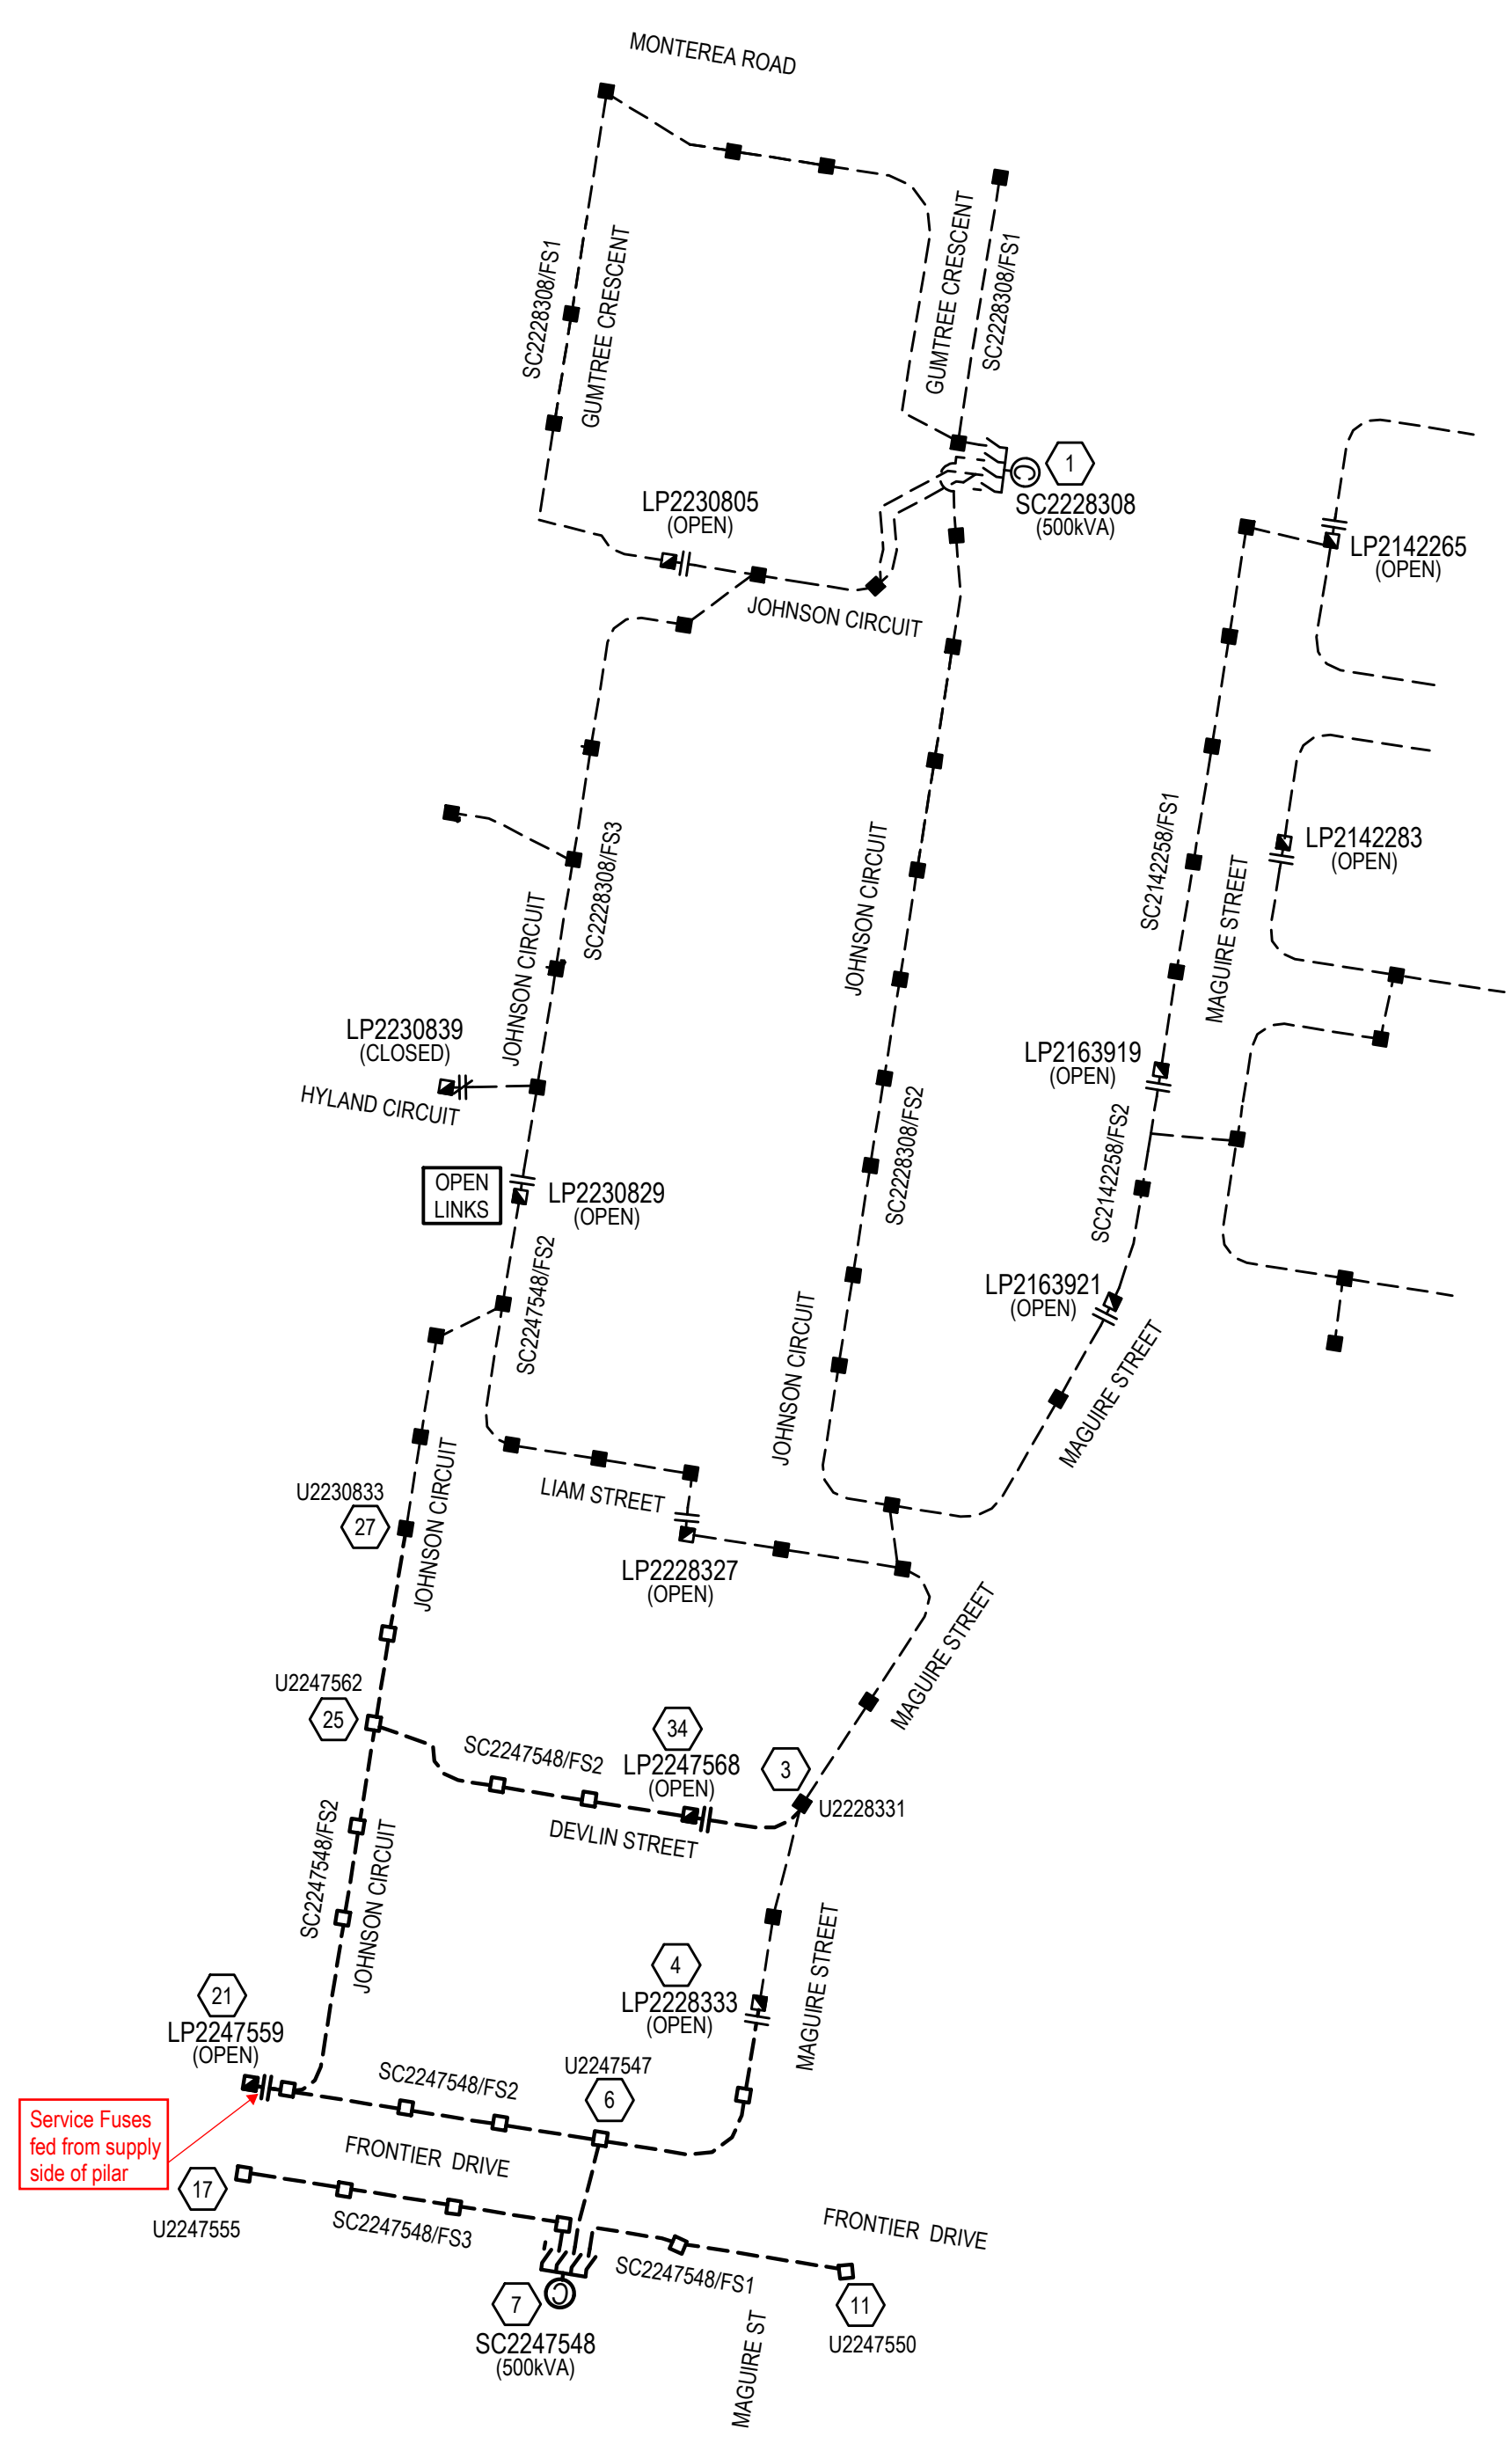 MONTEREA ROAD
SC2228308/FS1
GUMTREE CRESCENT
GUMTREE CRESCENT
SC2228308/FS1
1
SC2228308
(500kVA)
LP2230805
(OPEN)
JOHNSON CIRCUIT
LP2142265
(OPEN)
SC2142258/FS1
MAGUIRE STREET
LP2142283
(OPEN)
JOHNSON CIRCUIT
SC2228308/FS3
JOHNSON CIRCUIT
LP2230839
(CLOSED)
HYLAND CIRCUIT
LP2163919
(OPEN)
SC2228308/FS2
SC2142258/FS2
OPEN
LINKS
LP2230829
(OPEN)
SC2247548/FS2
LP2163921
(OPEN)
MAGUIRE STREET
JOHNSON CIRCUIT
U2230833
27
JOHNSON CIRCUIT
LIAM STREET
LP2228327
(OPEN)
MAGUIRE STREET
U2247562
25
SC2247548/FS2
34
LP2247568
(OPEN)
3
U2228331
DEVLIN STREET
SC2247548/FS2
JOHNSON CIRCUIT
4
LP2228333
(OPEN)
MAGUIRE STREET
21
LP2247559
(OPEN)
SC2247548/FS2
U2247547
6
Service Fuses
fed from supply
side of pilar
FRONTIER DRIVE
17
U2247555
SC2247548/FS3
FRONTIER DRIVE
SC2247548/FS1
7
SC2247548
(500kVA)
11
U2247550
MAGUIRE ST